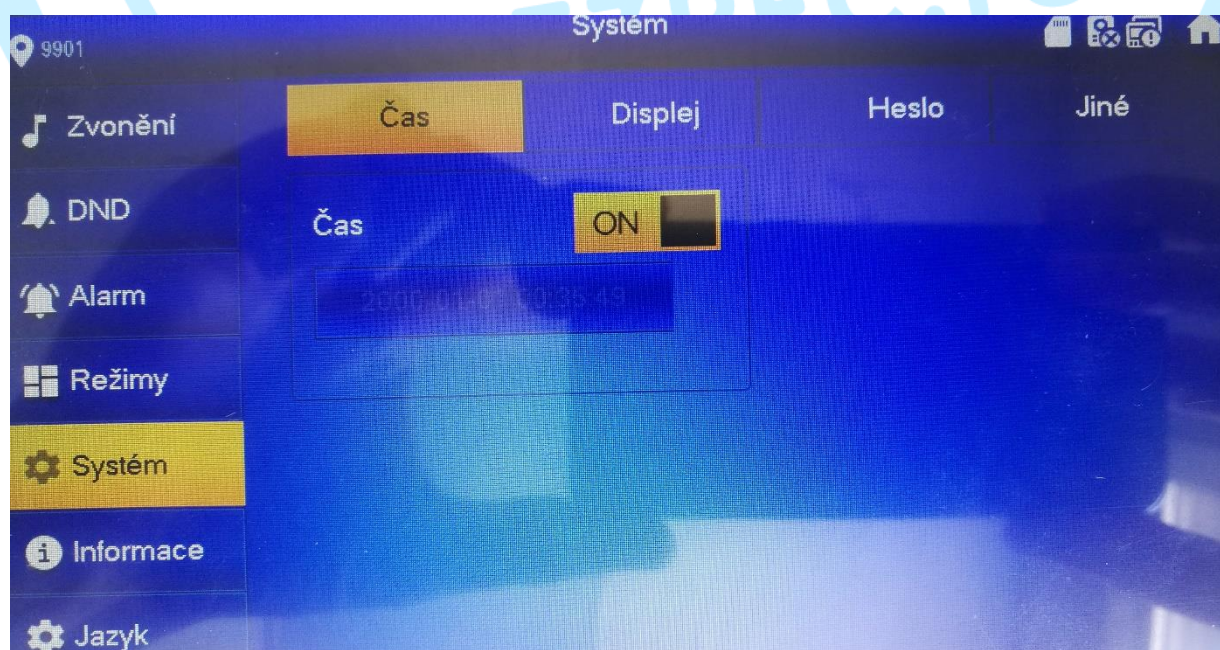 Systém
9901
Zvonění
Čas
Displej
Heslo
Jiné
DND
Čas
ON
Alarm
Režimy
Systém
Informace
Jazyk